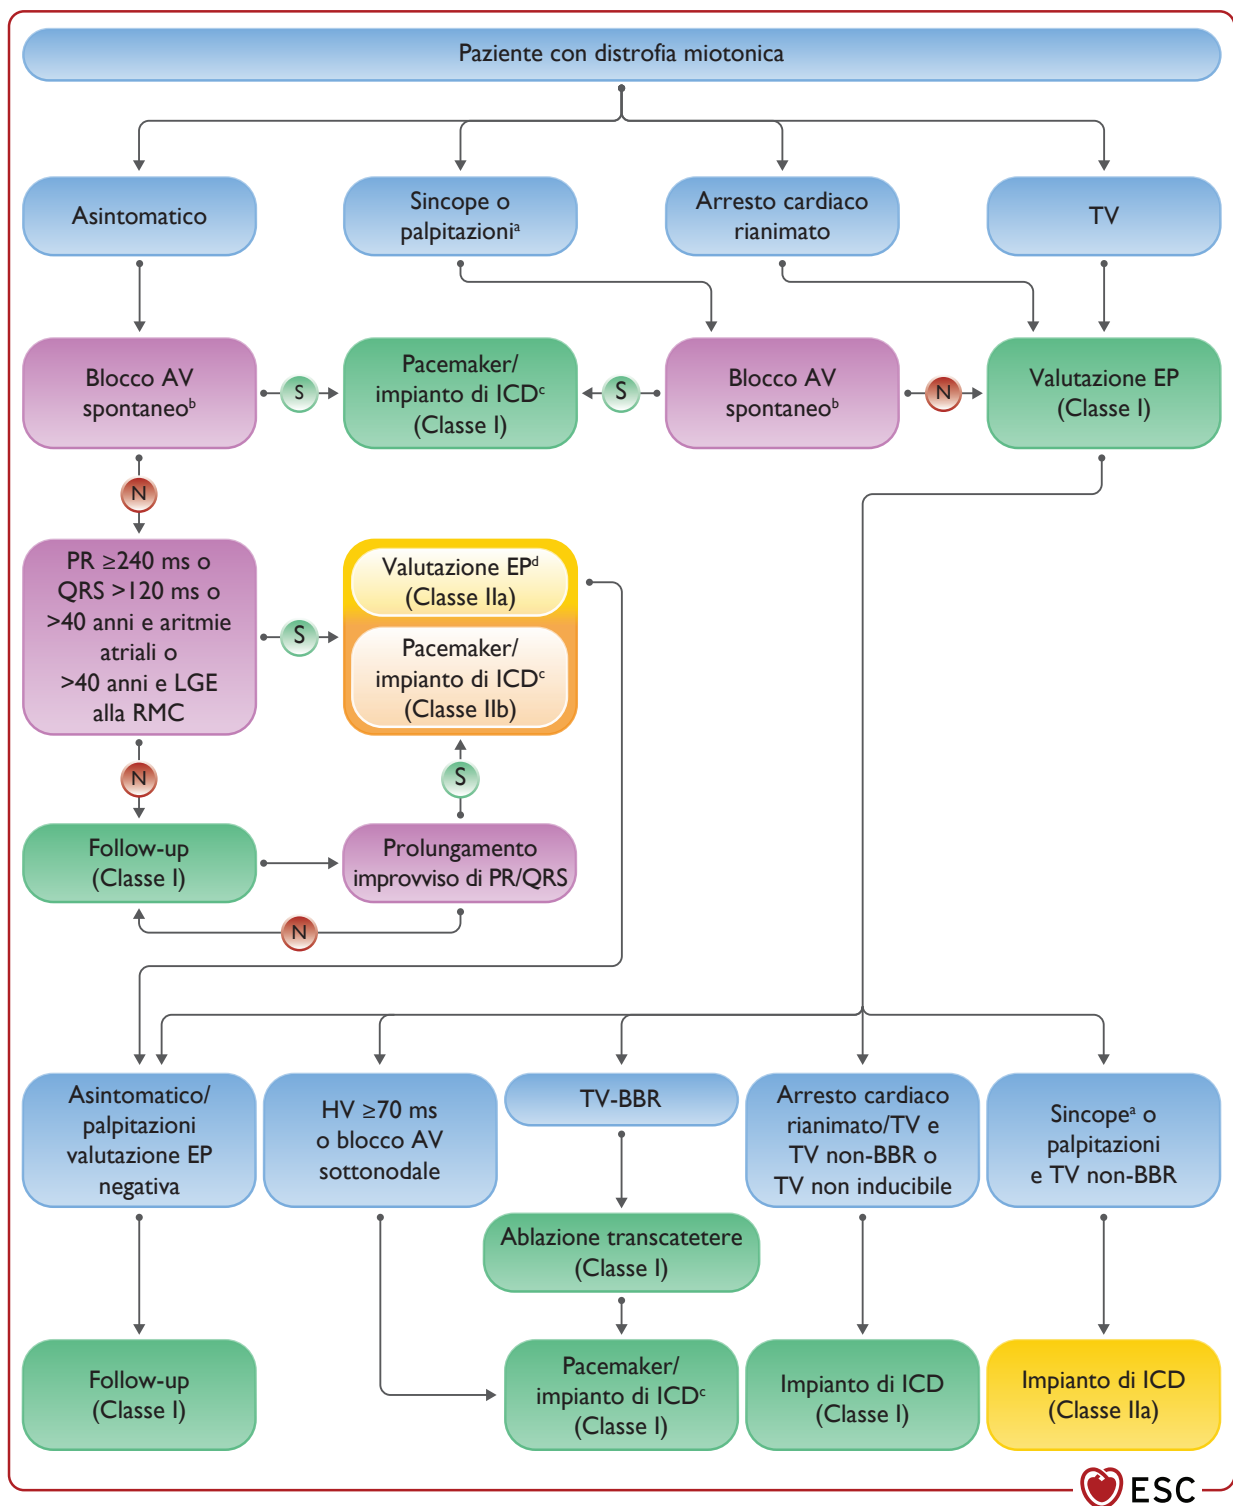 Paziente con distrofia miotonica
Asintomatico
Sincope o
palpitazioniᵃ
Arresto cardiaco
rianimato
TV
Blocco AV
spontaneoᵇ
S
Pacemaker/
impianto di ICDᶜ
(Classe I)
S
Blocco AV
spontaneoᵇ
N
Valutazione EP
(Classe I)
N
PR ≥240 ms o
QRS >120 ms o
>40 anni e aritmie
atriali o
>40 anni e LGE
alla RMC
S
Valutazione EPᵈ
(Classe IIa)
Pacemaker/
impianto di ICDᶜ
(Classe IIb)
N
S
Follow-up
(Classe I)
Prolungamento
improvviso di PR/QRS
N
Asintomatico/
palpitazioni
valutazione EP
negativa
HV ≥70 ms
o blocco AV
sottonodale
TV-BBR
Arresto cardiaco
rianimato/TV e
TV non-BBR o
TV non inducibile
Sincopeᵃ o
palpitazioni
e TV non-BBR
Ablazione transcatetere
(Classe I)
Follow-up
(Classe I)
Pacemaker/
impianto di ICDᶜ
(Classe I)
Impianto di ICD
(Classe I)
Impianto di ICD
(Classe IIa)
ESC